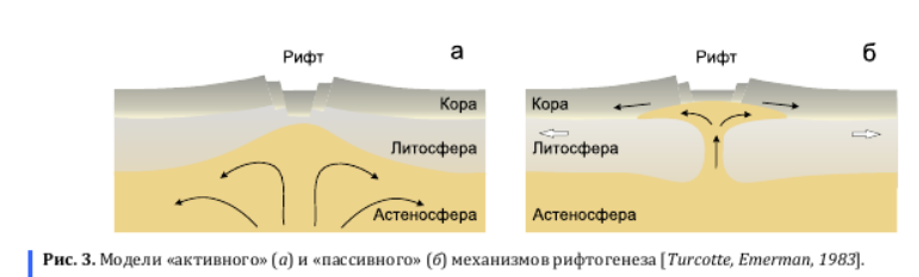 Рифт
а
Кора
Литосфера
Астеносфера
Рифт
б
Кора
Литосфера
Астеносфера
Рис. 3. Модели «активного» (а) и «пассивного» (б) механизмов рифтогенеза [Turcotte, Emerman, 1983].